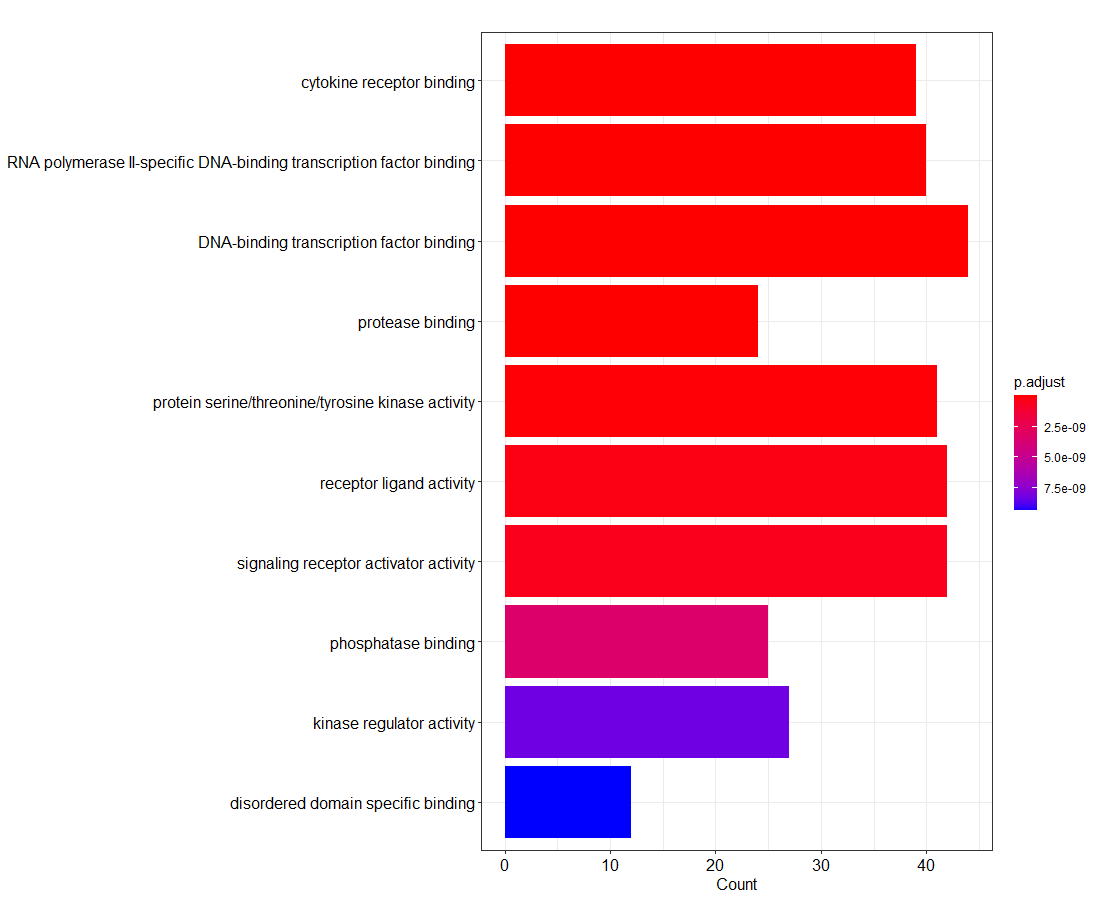 cytokine receptor binding
RNA polymerase II-specific DNA-binding transcription factor binding
DNA-binding transcription factor binding
protease binding
protein serine/threonine/tyrosine kinase activity
receptor ligand activity
signaling receptor activator activity
phosphatase binding
kinase regulator activity
disordered domain specific binding
0 10 20 30 40
Count
p.adjust
2.5e-09
5.0e-09
7.5e-09